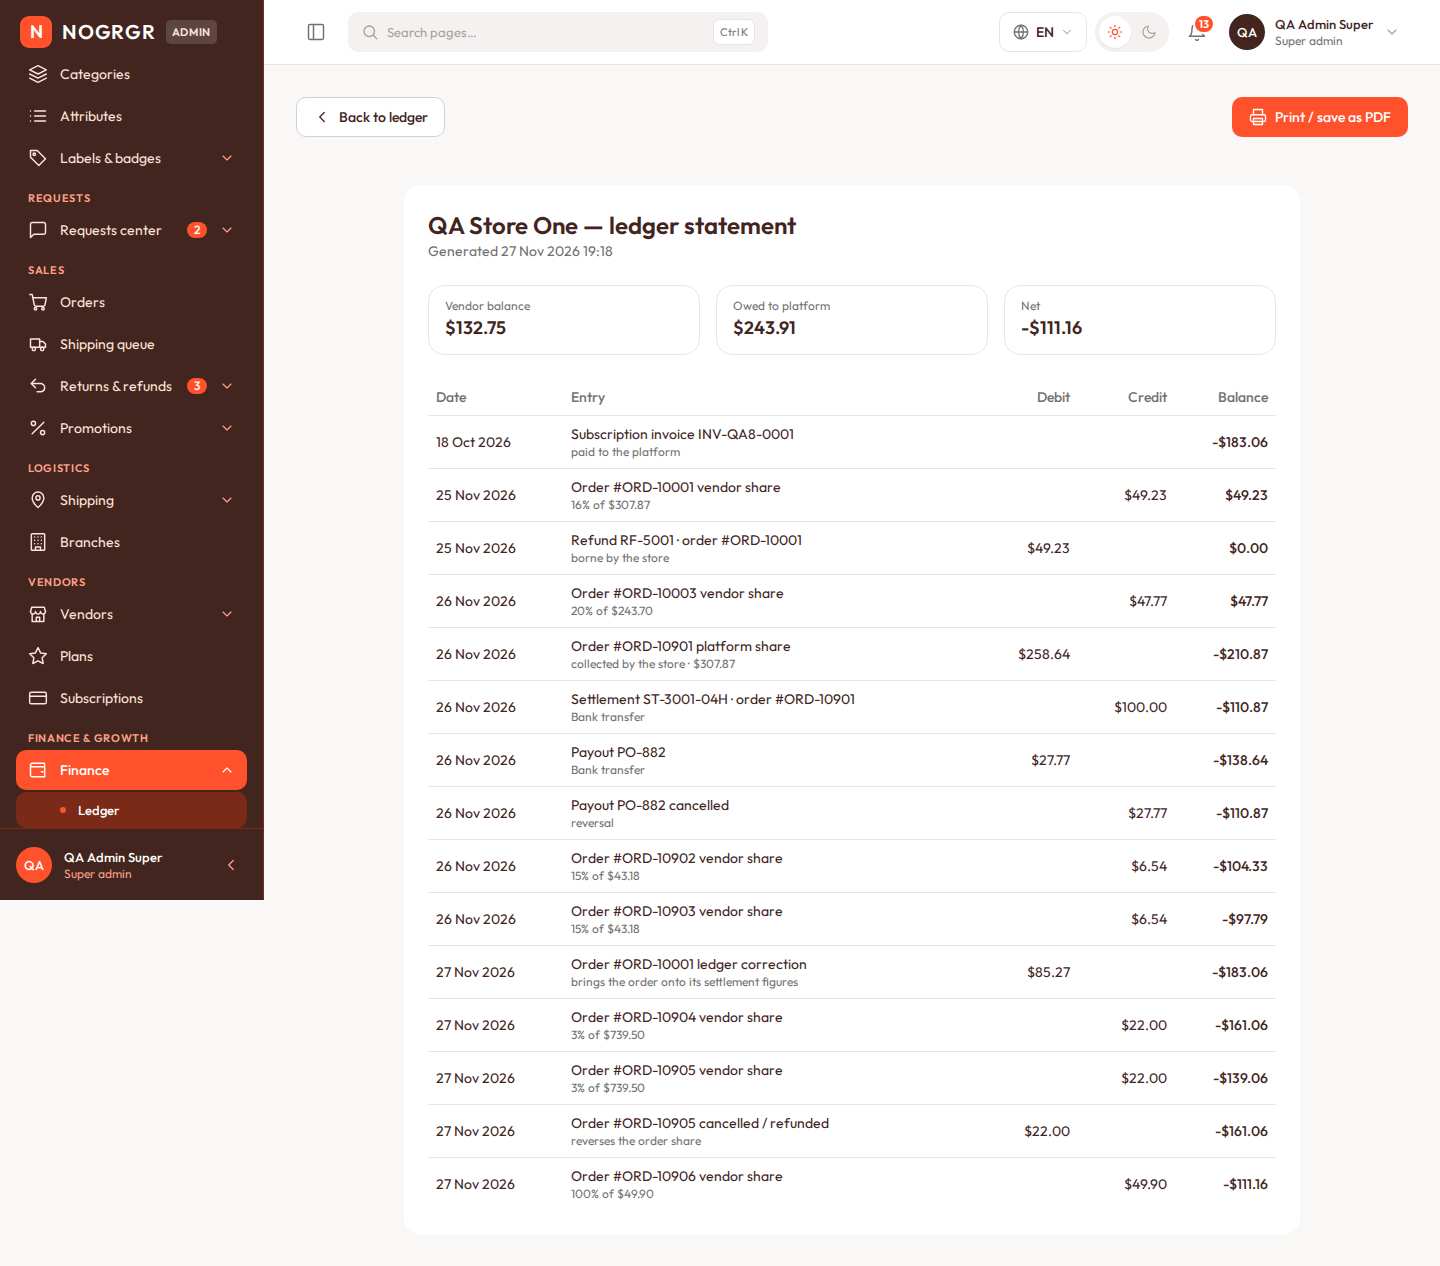 N NOGRGR ADMIN
Search pages...
Ctrl K
EN
13
QA
QA Admin Super
Super admin
Categories
Attributes
Labels & badges
REQUESTS
Requests center 2
SALES
Orders
Shipping queue
Returns & refunds 3
Promotions
LOGISTICS
Shipping
Branches
VENDORS
Vendors
Plans
Subscriptions
FINANCE & GROWTH
Finance
Ledger
QA
QA Admin Super
Super admin
Back to ledger
Print / save as PDF
QA Store One — ledger statement
Generated 27 Nov 2026 19:18
Vendor balance
$132.75
Owed to platform
$243.91
Net
-$111.16
Date Entry Debit Credit Balance
18 Oct 2026 Subscription invoice INV-QA8-0001 -$183.06
paid to the platform
25 Nov 2026 Order #ORD-10001 vendor share $49.23 $49.23
16% of $307.87
25 Nov 2026 Refund RF-5001 · order #ORD-10001 $49.23 $0.00
borne by the store
26 Nov 2026 Order #ORD-10003 vendor share $47.77 $47.77
20% of $243.70
26 Nov 2026 Order #ORD-10901 platform share $258.64 -$210.87
collected by the store · $307.87
26 Nov 2026 Settlement ST-3001-04H · order #ORD-10901 $100.00 -$110.87
Bank transfer
26 Nov 2026 Payout PO-882 $27.77 -$138.64
Bank transfer
26 Nov 2026 Payout PO-882 cancelled $27.77 -$110.87
reversal
26 Nov 2026 Order #ORD-10902 vendor share $6.54 -$104.33
15% of $43.18
26 Nov 2026 Order #ORD-10903 vendor share $6.54 -$97.79
15% of $43.18
27 Nov 2026 Order #ORD-10001 ledger correction $85.27 -$183.06
brings the order onto its settlement figures
27 Nov 2026 Order #ORD-10904 vendor share $22.00 -$161.06
3% of $739.50
27 Nov 2026 Order #ORD-10905 vendor share $22.00 -$139.06
3% of $739.50
27 Nov 2026 Order #ORD-10905 cancelled / refunded $22.00 -$161.06
reverses the order share
27 Nov 2026 Order #ORD-10906 vendor share $49.90 -$111.16
100% of $49.90